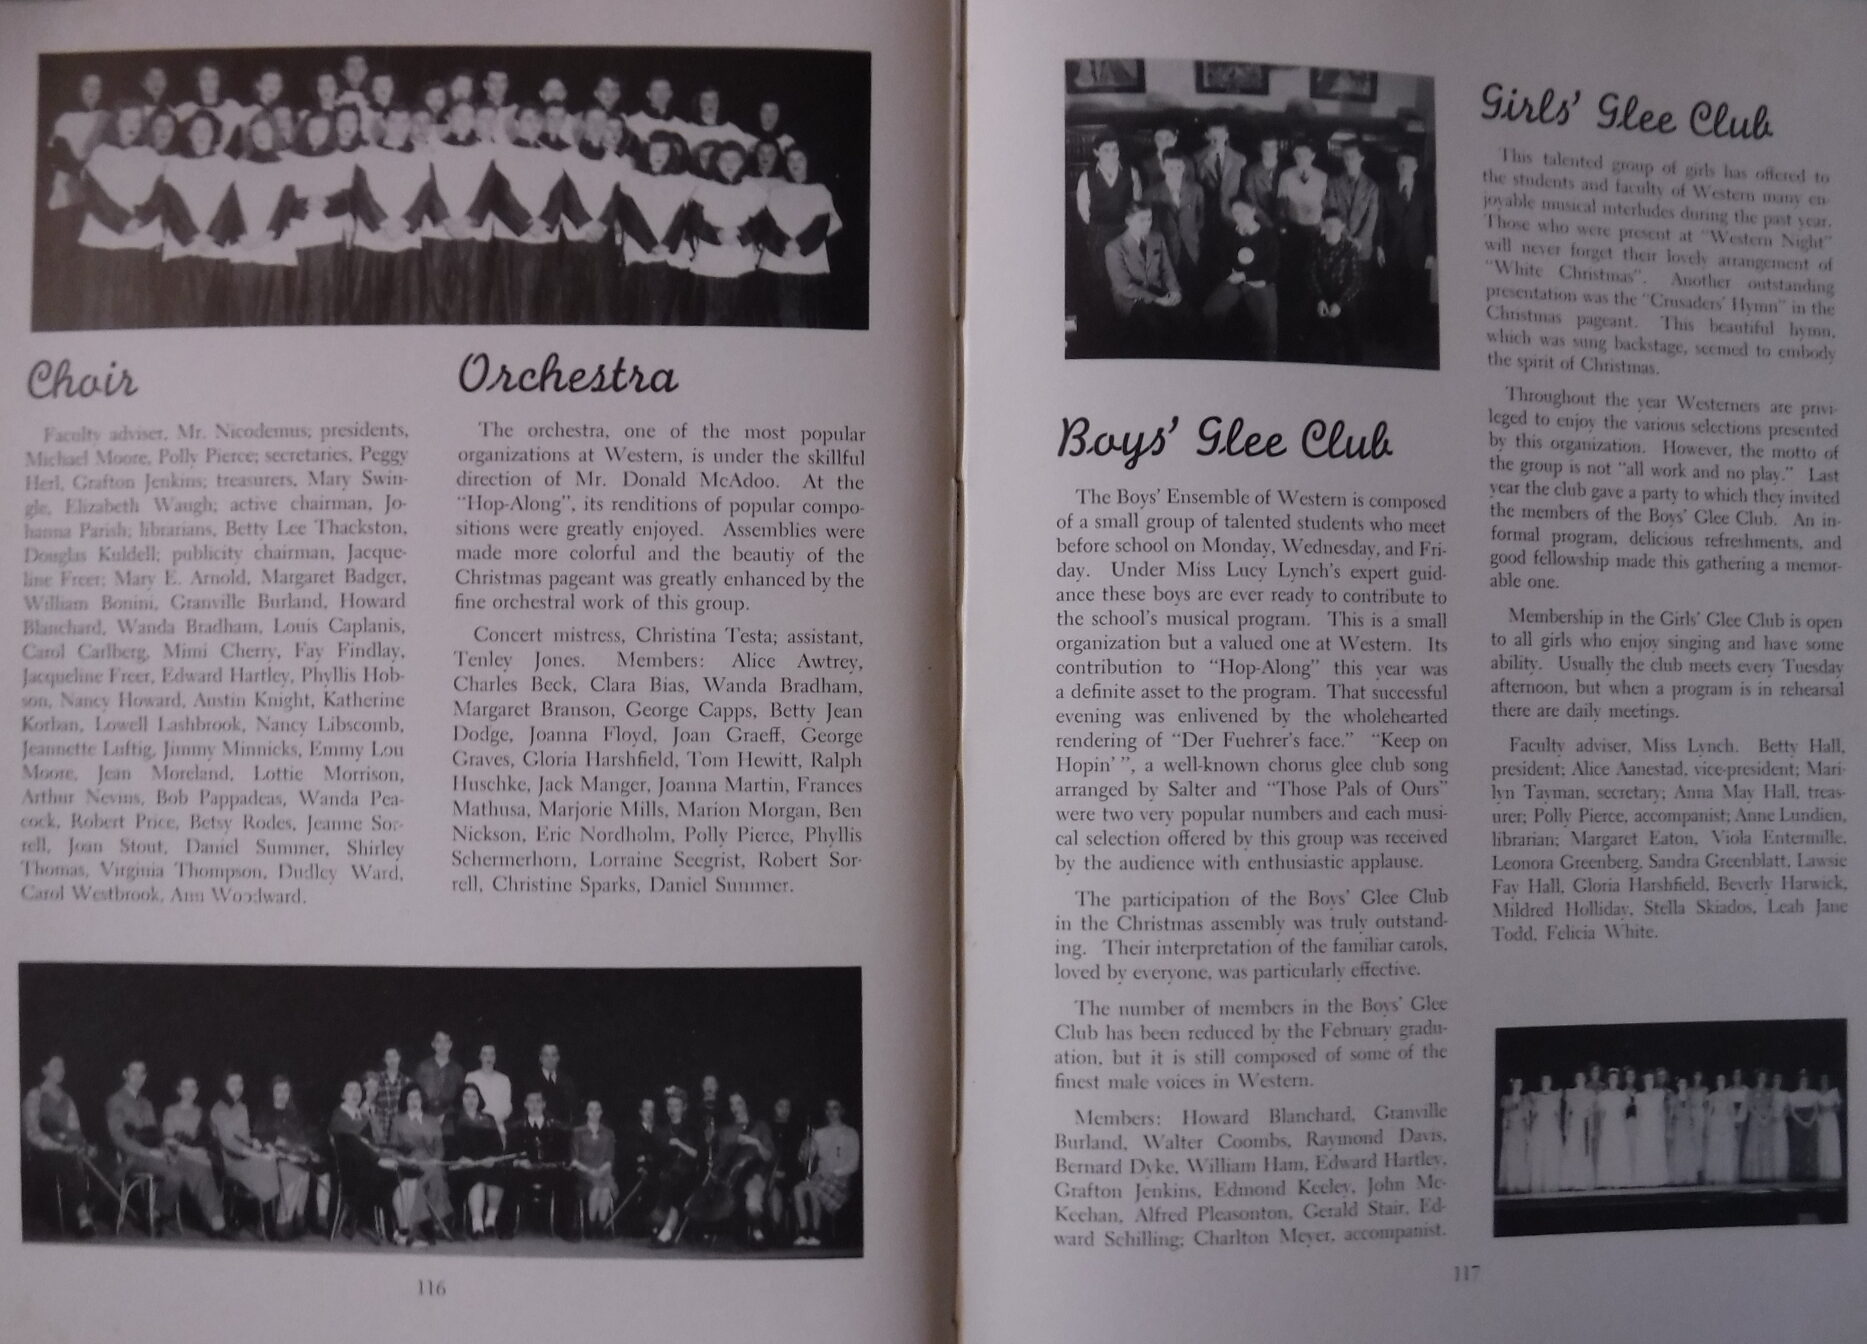 Choir
Faculty adviser, Mr. Nicodemus; presidents,
Michael Moore, Polly Pierce; secretaries, Peggy
Herl, Grafton Jenkins; treasurers, Mary Swin-
gle, Elizabeth Waugh; active chairman, Jo-
hanna Parish; librarians, Betty Lee Thackston,
Douglas Kuldell; publicity chairman, Jacque-
line Freer; Mary E. Arnold, Margaret Badger,
William Bonini, Granville Burland, Howard
Blanchard, Wanda Bradham, Louis Caplanis,
Carol Carlberg, Mimi Cherry, Fay Findlay,
Jacqueline Freer, Edward Hartley, Phyllis Hob-
son, Nancy Howard, Austin Knight, Katherine
Korban, Lowell Lashbrook, Nancy Libscomb,
Jeannette Luftig, Jimmy Minnicks, Emmy Lou
Moore, Jean Moreland, Lottie Morrison,
Arthur Nevins, Bob Pappadeas, Wanda Pea-
cock, Robert Price, Betsy Rodes, Jeanne Sor-
rell, Joan Stout, Daniel Summer, Shirley
Thomas, Virginia Thompson, Dudley Ward,
Carol Westbrook, Ann Woodward.
Orchestra
The orchestra, one of the most popular
organizations at Western, is under the skillful
direction of Mr. Donald McAdoo. At the
"Hop-Along", its renditions of popular compo-
sitions were greatly enjoyed. Assemblies were
made more colorful and the beautiy of the
Christmas pageant was greatly enhanced by the
fine orchestral work of this group.
Concert mistress, Christina Testa; assistant,
Tenley Jones. Members: Alice Awtrey,
Charles Beck, Clara Bias, Wanda Bradham,
Margaret Branson, George Capps, Betty Jean
Dodge, Joanna Floyd, Joan Graeff, George
Graves, Gloria Harshfield, Tom Hewitt, Ralph
Huschke, Jack Manger, Joanna Martin, Frances
Mathusa, Marjorie Mills, Marion Morgan, Ben
Nickson, Eric Nordholm, Polly Pierce, Phyllis
Schermerhorn, Lorraine Seegrist, Robert Sor-
rell, Christine Sparks, Daniel Summer.
116
Boys' Glee Club
The Boys' Ensemble of Western is composed
of a small group of talented students who meet
before school on Monday, Wednesday, and Fri-
day. Under Miss Lucy Lynch's expert guid-
ance these boys are ever ready to contribute to
the school's musical program. This is a small
organization but a valued one at Western. Its
contribution to "Hop-Along" this year was
a definite asset to the program. That successful
evening was enlivened by the wholehearted
rendering of "Der Fuehrer's face." "Keep on
Hopin' ", a well-known chorus glee club song
arranged by Salter and "Those Pals of Ours"
were two very popular numbers and each musi-
cal selection offered by this group was received
by the audience with enthusiastic applause.
The participation of the Boys' Glee Club
in the Christmas assembly was truly outstand-
ing. Their interpretation of the familiar carols,
loved by everyone, was particularly effective.
The number of members in the Boys' Glee
Club has been reduced by the February gradu-
ation, but it is still composed of some of the
finest male voices in Western.
Members: Howard Blanchard, Granville
Burland, Walter Coombs, Raymond Davis,
Bernard Dyke, William Ham, Edward Hartley,
Grafton Jenkins, Edmond Keeley, John Mc-
Keehan, Alfred Pleasonton, Gerald Stair, Ed-
ward Schilling; Charlton Meyer, accompanist.
Girls' Glee Club
This talented group of girls has offered to
the students and faculty of Western many en-
joyable musical interludes during the past year.
Those who were present at "Western Night"
will never forget their lovely arrangement of
"White Christmas". Another outstanding
presentation was the "Crusaders' Hymn" in the
Christmas pageant. This beautiful hymn,
which was sung backstage, seemed to embody
the spirit of Christmas.
Throughout the year Westerners are privi-
leged to enjoy the various selections presented
by this organization. However, the motto of
the group is not "all work and no play." Last
year the club gave a party to which they invited
the members of the Boys' Glee Club. An in-
formal program, delicious refreshments, and
good fellowship made this gathering a memor-
able one.
Membership in the Girls' Glee Club is open
to all girls who enjoy singing and have some
ability. Usually the club meets every Tuesday
afternoon, but when a program is in rehearsal
there are daily meetings.
Faculty adviser, Miss Lynch. Betty Hall,
president; Alice Aanestad, vice-president; Mari-
lyn Tayman, secretary; Anna May Hall, treas-
urer; Polly Pierce, accompanist; Anne Lundien,
librarian; Margaret Eaton, Viola Entermille,
Leonora Greenberg, Sandra Greenblatt, Lawsie
Fay Hall, Gloria Harshfield, Beverly Harwick,
Mildred Holliday, Stella Skiados, Leah Jane
Todd, Felicia White.
117